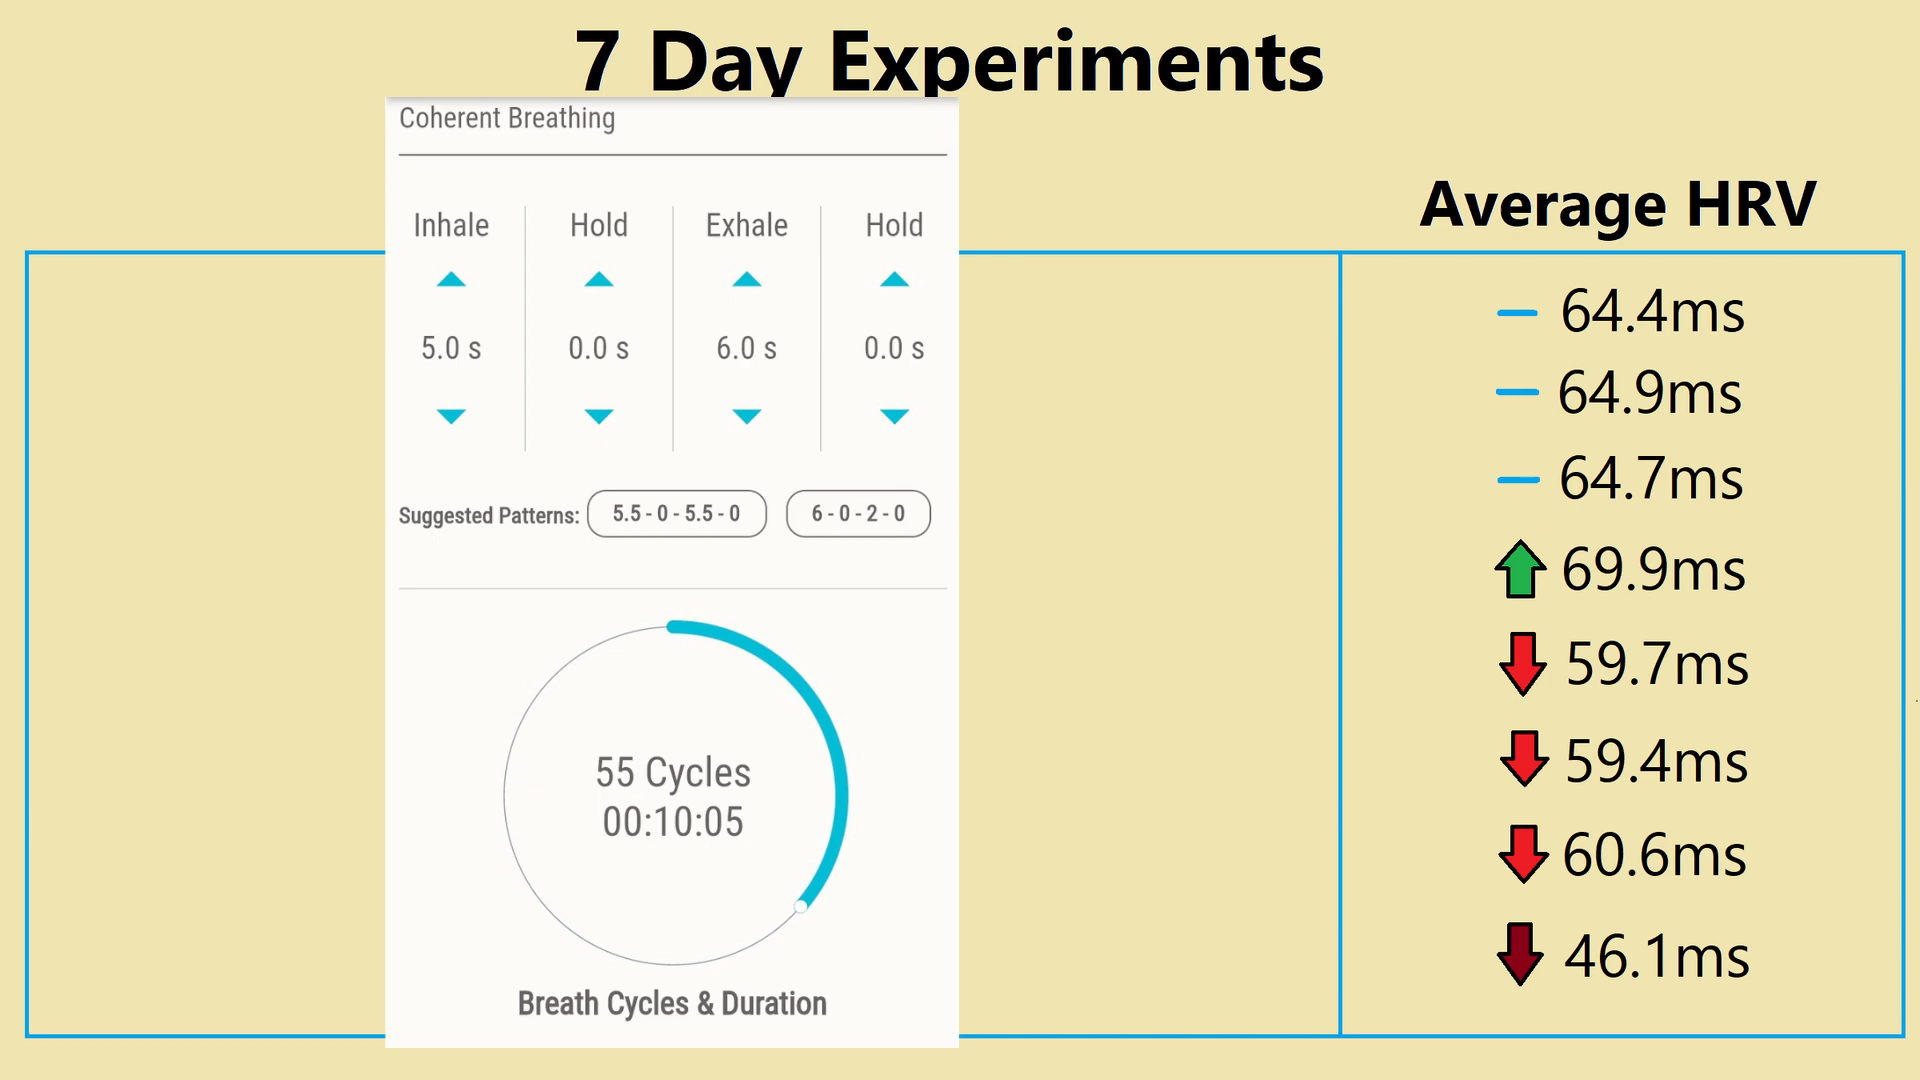 7 Day Experiments
Coherent Breathing
Inhale Hold Exhale Hold
5.0 s 0.0 s 6.0 s 0.0 s
Suggested Patterns: 5.5 - 0 - 5.5 - 0 6 - 0 - 2 - 0
55 Cycles
00:10:05
Breath Cycles & Duration
Average HRV
64.4ms
64.9ms
64.7ms
69.9ms
59.7ms
59.4ms
60.6ms
46.1ms